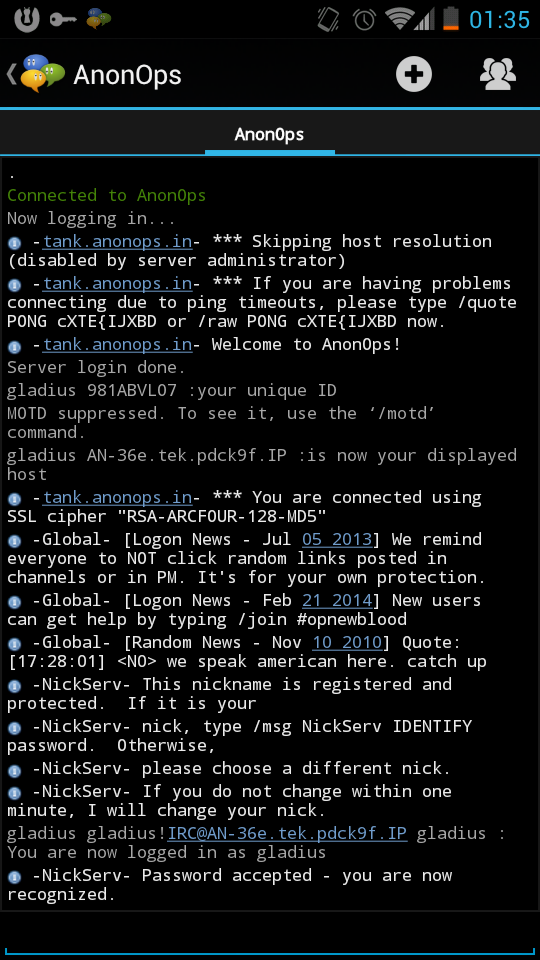 01:35
AnonOps
AnonOps
.
Connected to AnonOps
Now logging in...
-tank.anonops.in- *** Skipping host resolution
(disabled by server administrator)
-tank.anonops.in- *** If you are having problems
connecting due to ping timeouts, please type /quote
PONG cXTE{IJXBD or /raw PONG cXTE{IJXBD now.
-tank.anonops.in- Welcome to AnonOps!
Server login done.
gladius 981ABVLO7 :your unique ID
MOTD suppressed. To see it, use the ‘/motd’
command.
gladius AN-36e.tek.pdck9f.IP :is now your displayed
host
-tank.anonops.in- *** You are connected using
SSL cipher "RSA-ARCFOUR-128-MD5"
-Global- [Logon News - Jul 05 2013] We remind
everyone to NOT click random links posted in
channels or in PM. It's for your own protection.
-Global- [Logon News - Feb 21 2014] New users
can get help by typing /join #opnewblood
-Global- [Random News - Nov 10 2010] Quote:
[17:28:01] <NO> we speak american here. catch up
-NickServ- This nickname is registered and
protected.  If it is your
-NickServ- nick, type /msg NickServ IDENTIFY
password.  Otherwise,
-NickServ- please choose a different nick.
-NickServ- If you do not change within one
minute, I will change your nick.
gladius gladius!IRC@AN-36e.tek.pdck9f.IP gladius :
You are now logged in as gladius
-NickServ- Password accepted - you are now
recognized.